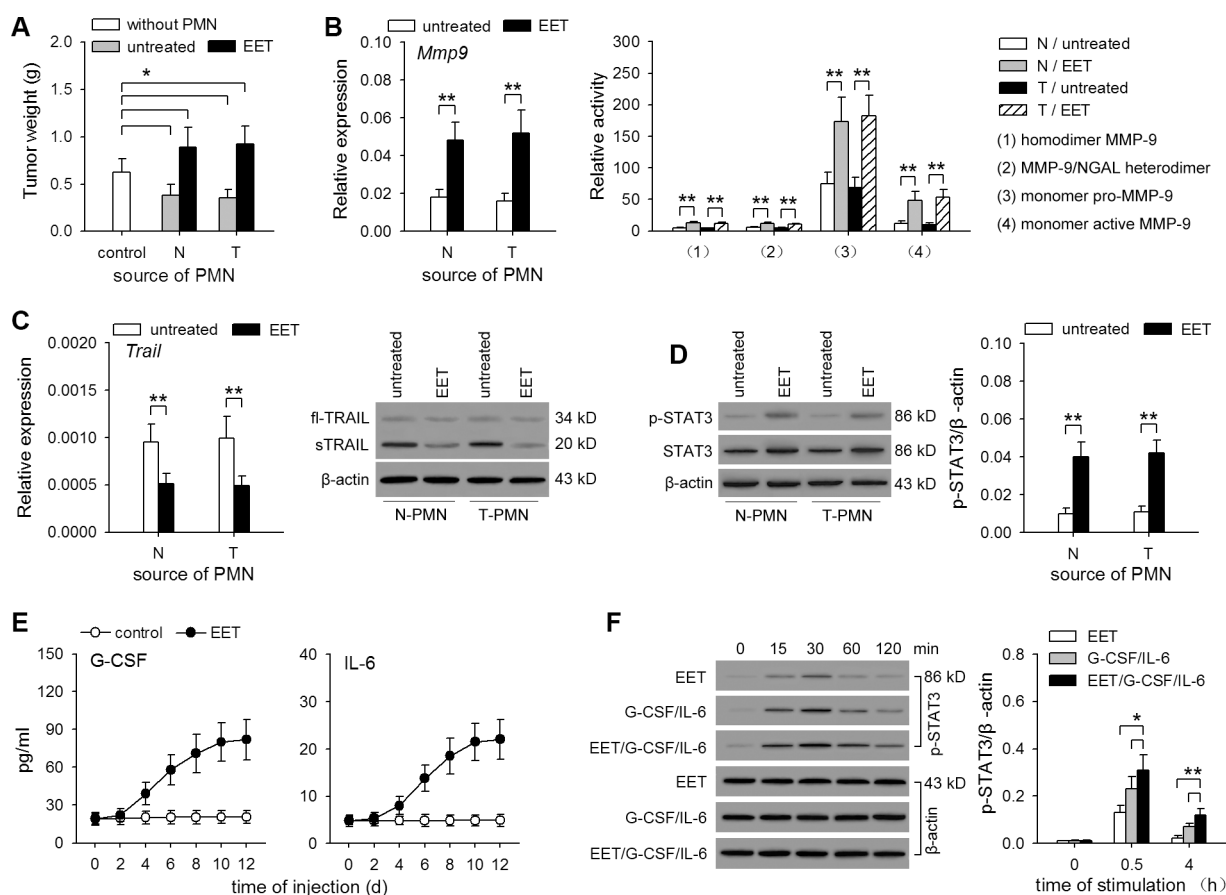 A
without PMN
untreated EET
Tumor weight (g)
2.0
1.5
1.0
0.5
0.0
*
control N T
source of PMN
B
untreated EET
Mmp9
Relative expression
0.10
0.08
0.06
0.04
0.02
0.00
** **
N T
source of PMN
Relative activity
300
250
200
150
100
50
0
** ** ** ** ** ** ** **
(1) (2) (3) (4)
N / untreated
N / EET
T / untreated
T / EET
(1) homodimer MMP-9
(2) MMP-9/NGAL heterodimer
(3) monomer pro-MMP-9
(4) monomer active MMP-9
C
untreated EET
Trail
Relative expression
0.0020
0.0015
0.0010
0.0005
0.0000
** **
N T
source of PMN
untreated EET untreated EET
fl-TRAIL 34 kD
sTRAIL 20 kD
β-actin 43 kD
N-PMN T-PMN
D
untreated EET untreated EET
p-STAT3 86 kD
STAT3 86 kD
β-actin 43 kD
N-PMN T-PMN
untreated EET
p-STAT3/β -actin
0.10
0.08
0.06
0.04
0.02
0.00
** **
N T
source of PMN
E
control EET
G-CSF
pg/ml
150
120
90
60
30
0
0 2 4 6 8 10 12
IL-6
40
30
20
10
0
0 2 4 6 8 10 12
time of injection (d)
F
0 15 30 60 120 min
EET 86 kD
G-CSF/IL-6
EET/G-CSF/IL-6
p-STAT3
EET 43 kD
G-CSF/IL-6
EET/G-CSF/IL-6
β-actin
EET
G-CSF/IL-6
EET/G-CSF/IL-6
p-STAT3/β -actin
0.8
0.6
0.4
0.2
0.0
* **
0 0.5 4
time of stimulation (h)